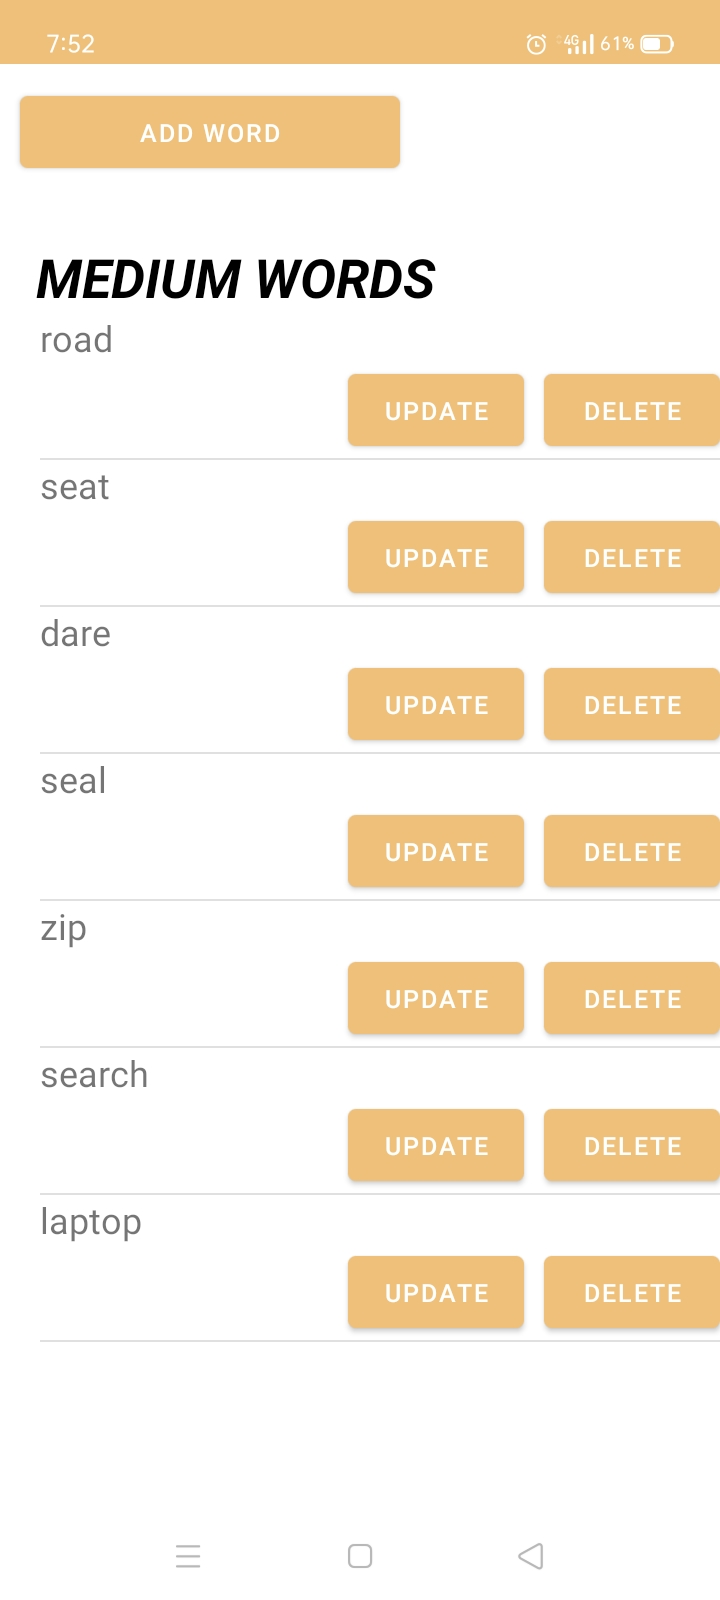 7:52 4G 61%
ADD WORD
MEDIUM WORDS
road
UPDATE DELETE
seat
UPDATE DELETE
dare
UPDATE DELETE
seal
UPDATE DELETE
zip
UPDATE DELETE
search
UPDATE DELETE
laptop
UPDATE DELETE